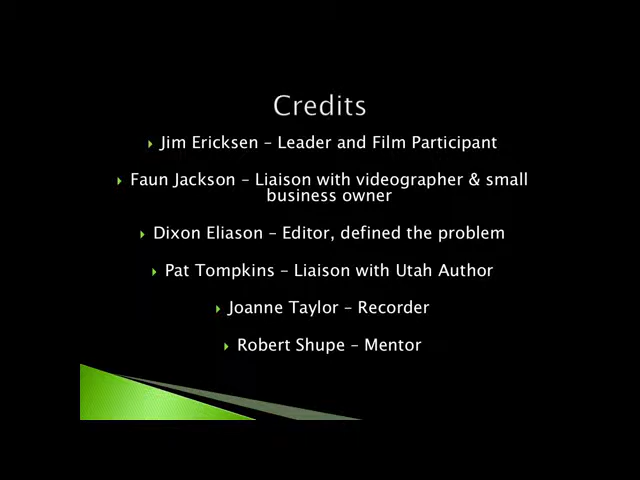 Credits
Jim Ericksen – Leader and Film Participant
Faun Jackson – Liaison with videographer & small
business owner
Dixon Eliason – Editor, defined the problem
Pat Tompkins – Liaison with Utah Author
Joanne Taylor – Recorder
Robert Shupe – Mentor